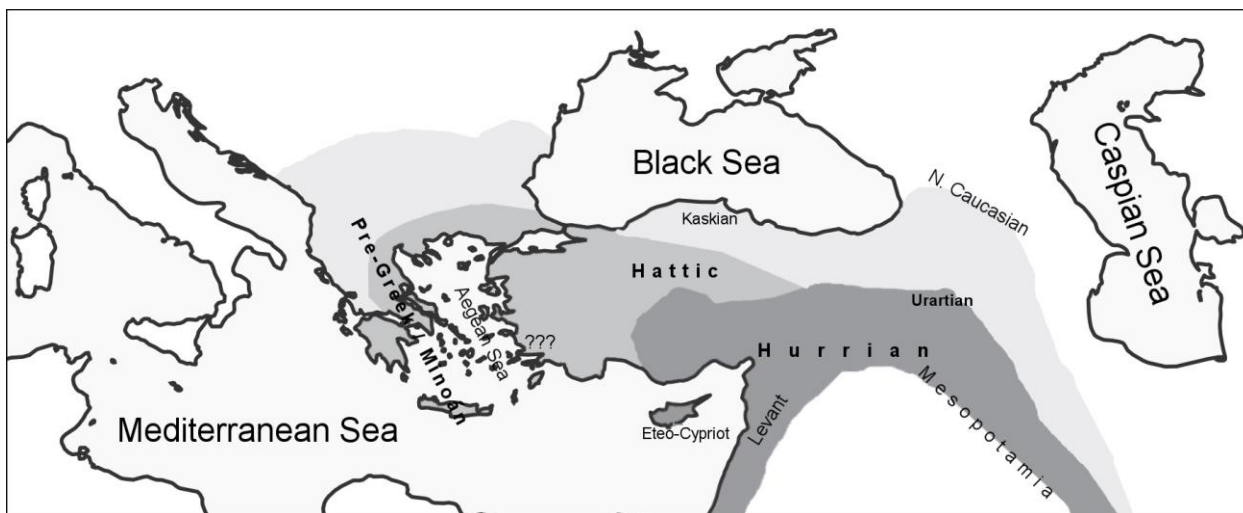 Black Sea
Caspian Sea
N. Caucasian
Kaskian
Pre-Greek / Minoan
Hattic
Aegean Sea
Urartian
???
Hurrian
Mesopotamia
Levant
Mediterranean Sea
Eteo-Cypriot